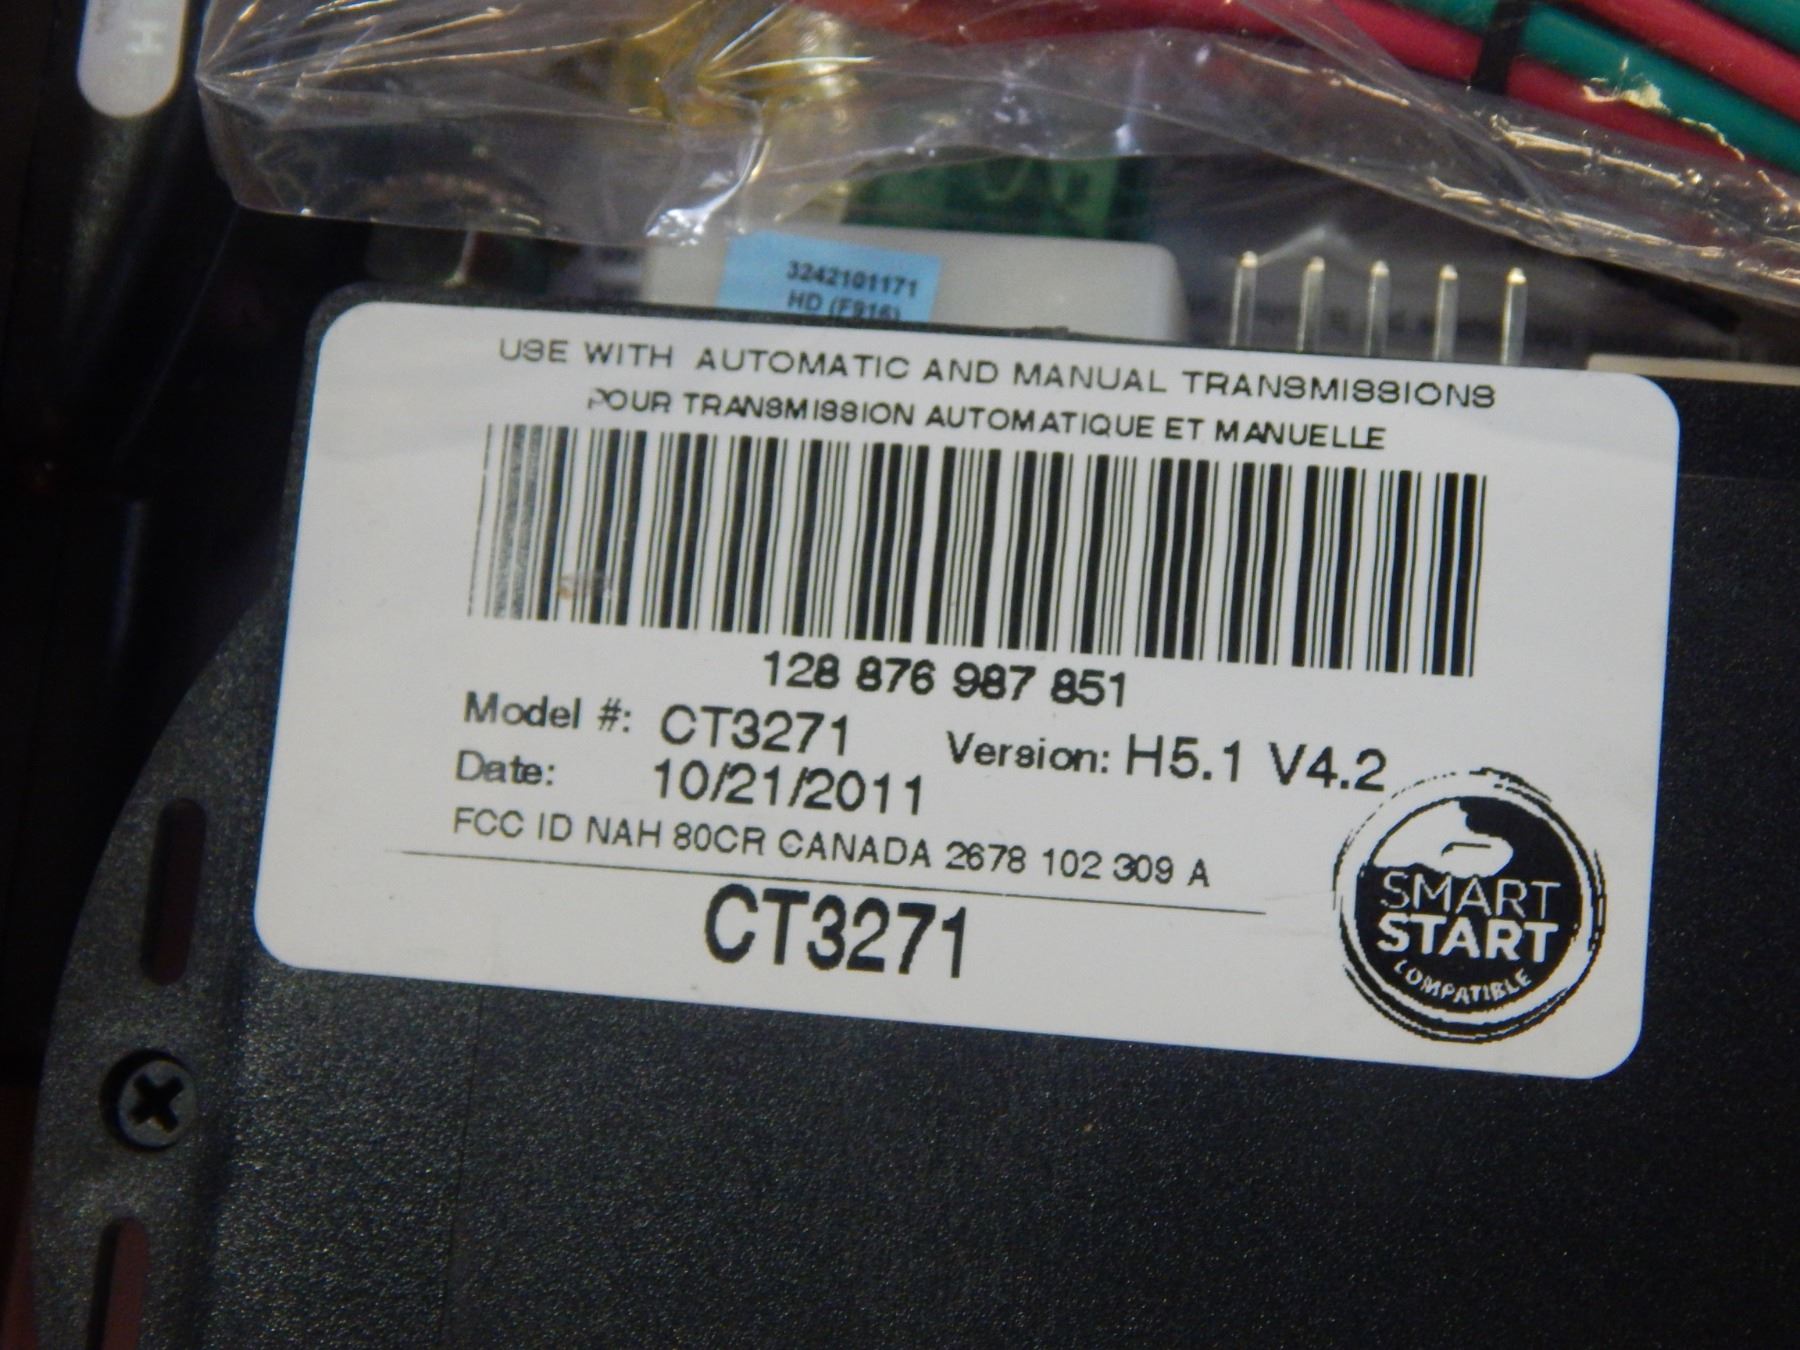 H
3242101171
HD (F916)
USE WITH AUTOMATIC AND MANUAL TRANSMISSIONS
POUR TRANSMISSION AUTOMATIQUE ET MANUELLE
128 876 987 851
Model #: CT3271 Version: H5.1 V4.2
Date: 10/21/2011
FCC ID NAH 80CR CANADA 2678 102 309 A
CT3271
SMART
START
COMPATIBLE